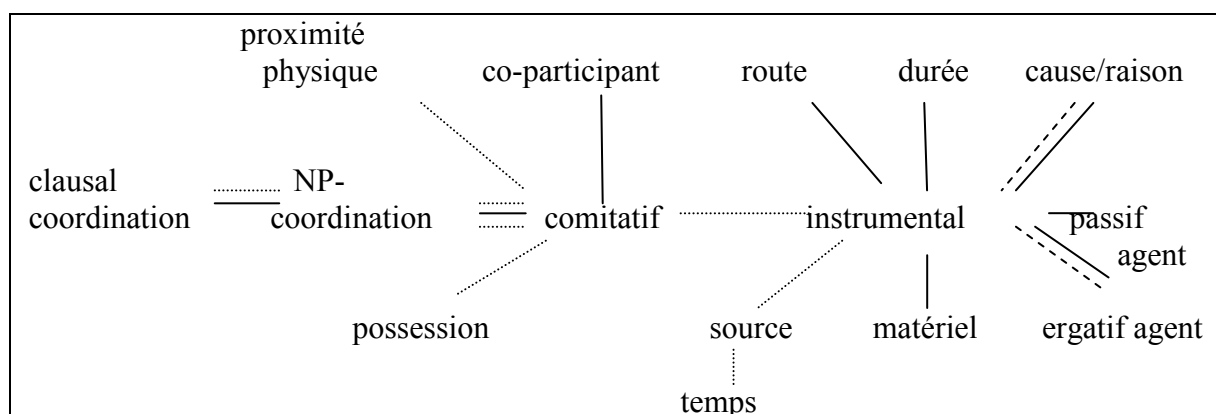 proximité
physique co-participant route durée cause/raison
clausal NP-
coordination coordination comitatif instrumental passif
agent
possession source matériel ergatif agent
temps